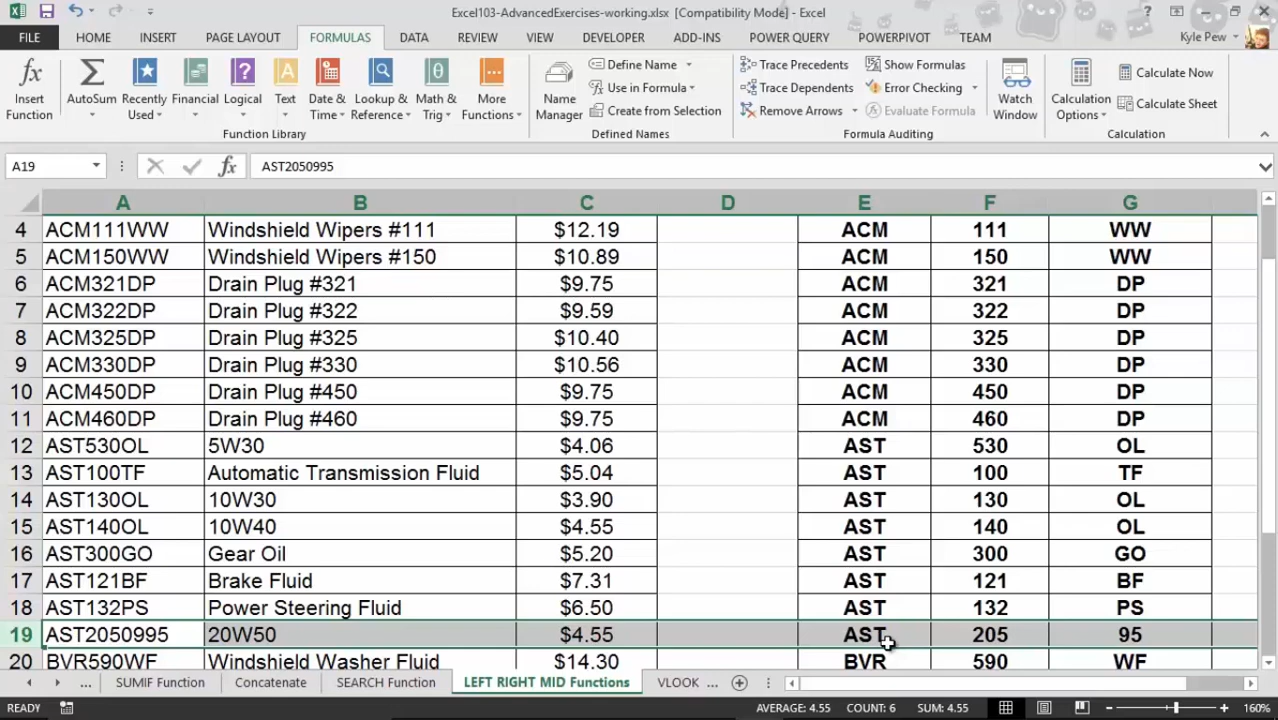 Excel103-AdvancedExercises-working.xlsx [Compatibility Mode] - Excel
FILE HOME INSERT PAGE LAYOUT FORMULAS DATA REVIEW VIEW DEVELOPER ADD-INS POWER QUERY POWERPIVOT TEAM Kyle Pew
Insert Function
AutoSum
Recently Used
Financial
Logical
Text
Date & Time
Lookup & Reference
Math & Trig
More Functions
Function Library
Name Manager
Define Name
Use in Formula
Create from Selection
Defined Names
Trace Precedents
Trace Dependents
Remove Arrows
Show Formulas
Error Checking
Evaluate Formula
Formula Auditing
Watch Window
Calculation Options
Calculate Now
Calculate Sheet
Calculation
A19 fx AST2050995
A B C D E F G
4 ACM111WW Windshield Wipers #111 $12.19 ACM 111 WW
5 ACM150WW Windshield Wipers #150 $10.89 ACM 150 WW
6 ACM321DP Drain Plug #321 $9.75 ACM 321 DP
7 ACM322DP Drain Plug #322 $9.59 ACM 322 DP
8 ACM325DP Drain Plug #325 $10.40 ACM 325 DP
9 ACM330DP Drain Plug #330 $10.56 ACM 330 DP
10 ACM450DP Drain Plug #450 $9.75 ACM 450 DP
11 ACM460DP Drain Plug #460 $9.75 ACM 460 DP
12 AST530OL 5W30 $4.06 AST 530 OL
13 AST100TF Automatic Transmission Fluid $5.04 AST 100 TF
14 AST130OL 10W30 $3.90 AST 130 OL
15 AST140OL 10W40 $4.55 AST 140 OL
16 AST300GO Gear Oil $5.20 AST 300 GO
17 AST121BF Brake Fluid $7.31 AST 121 BF
18 AST132PS Power Steering Fluid $6.50 AST 132 PS
19 AST2050995 20W50 $4.55 AST 205 95
20 BVR590WF Windshield Washer Fluid $14.30 BVR 590 WF
... SUMIF Function Concatenate SEARCH Function LEFT RIGHT MID Functions VLOOK ...
READY AVERAGE: 4.55 COUNT: 6 SUM: 4.55 160%